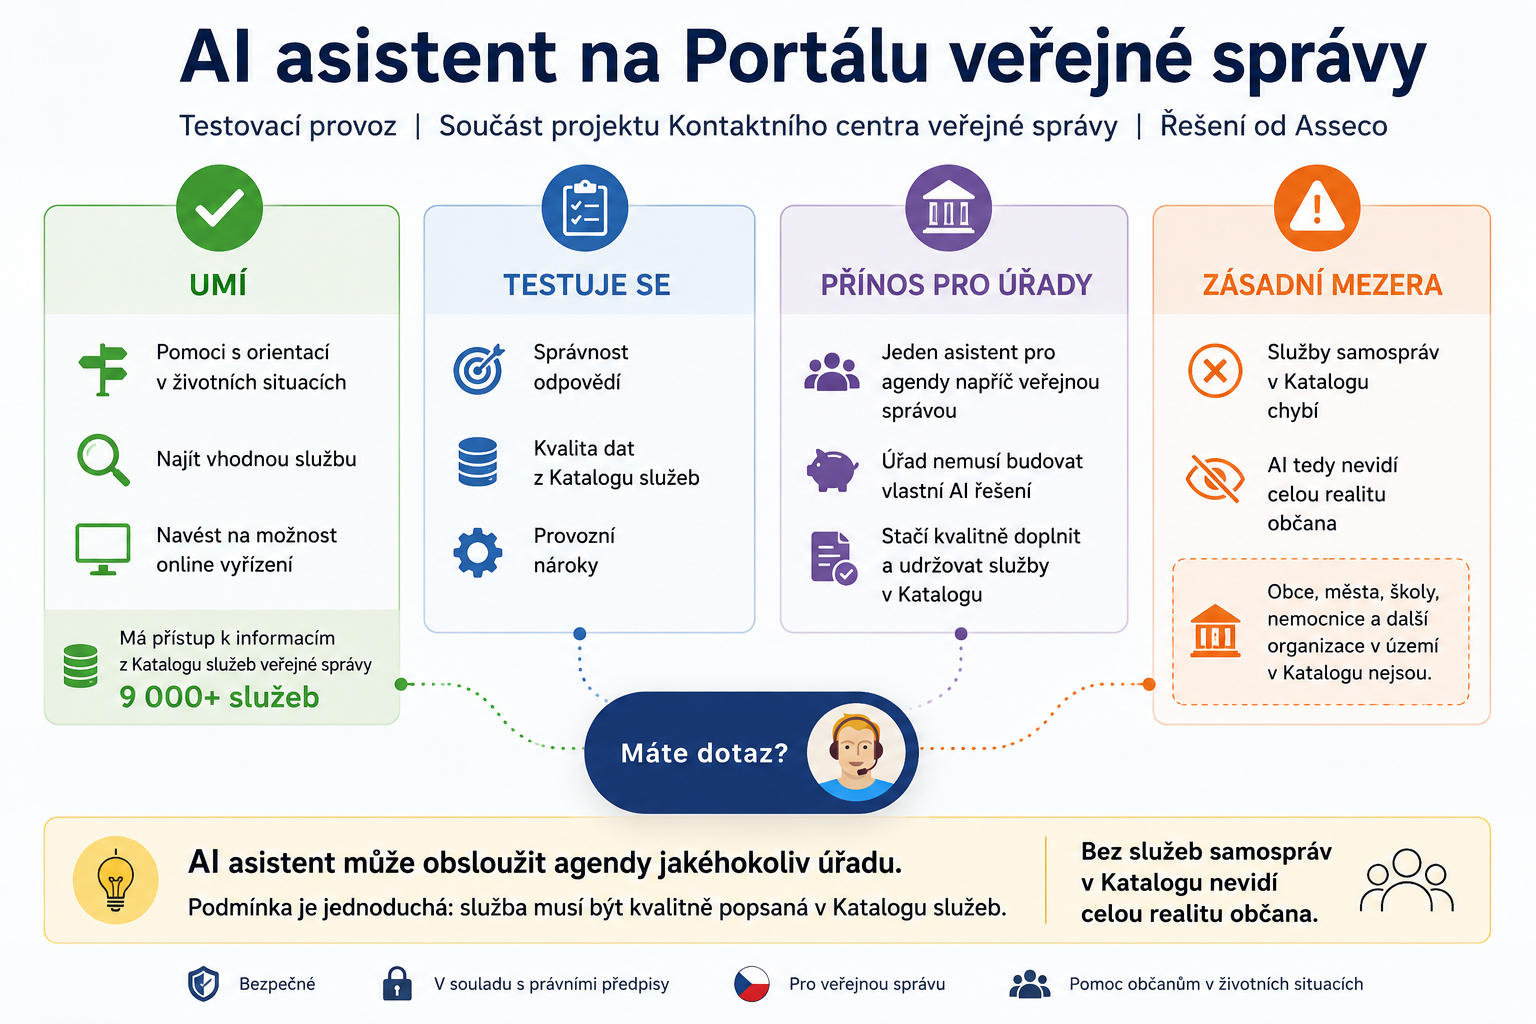 AI asistent na Portálu veřejné správy
Testovací provoz | Součást projektu Kontaktního centra veřejné správy | Řešení od Asseco
UMÍ
Pomoci s orientací
v životních situacích
Najít vhodnou službu
Navést na možnost
online vyřízení
Má přístup k informacím
z Katalogu služeb veřejné správy
9 000+ služeb
TESTUJE SE
Správnost
odpovědí
Kvalita dat
z Katalogu služeb
Provozní
nároky
PŘÍNOS PRO ÚŘADY
Jeden asistent pro
agendy napříč veřejnou
správou
Úřad nemusí budovat
vlastní AI řešení
Stačí kvalitně doplnit
a udržovat služby
v Katalogu
ZÁSADNÍ MEZERA
Služby samospráv
v Katalogu
chybí
AI tedy nevidí
celou realitu
občana
Obce, města, školy,
nemocnice a další
organizace v území
v Katalogu nejsou.
Máte dotaz?
AI asistent může obsloužit agendy jakéhokoliv úřadu.
Podmínka je jednoduchá: služba musí být kvalitně popsaná v Katalogu služeb.
Bez služeb samospráv
v Katalogu nevidí
celou realitu občana.
Bezpečné
V souladu s právními předpisy
Pro veřejnou správu
Pomoc občanům v životních situacích